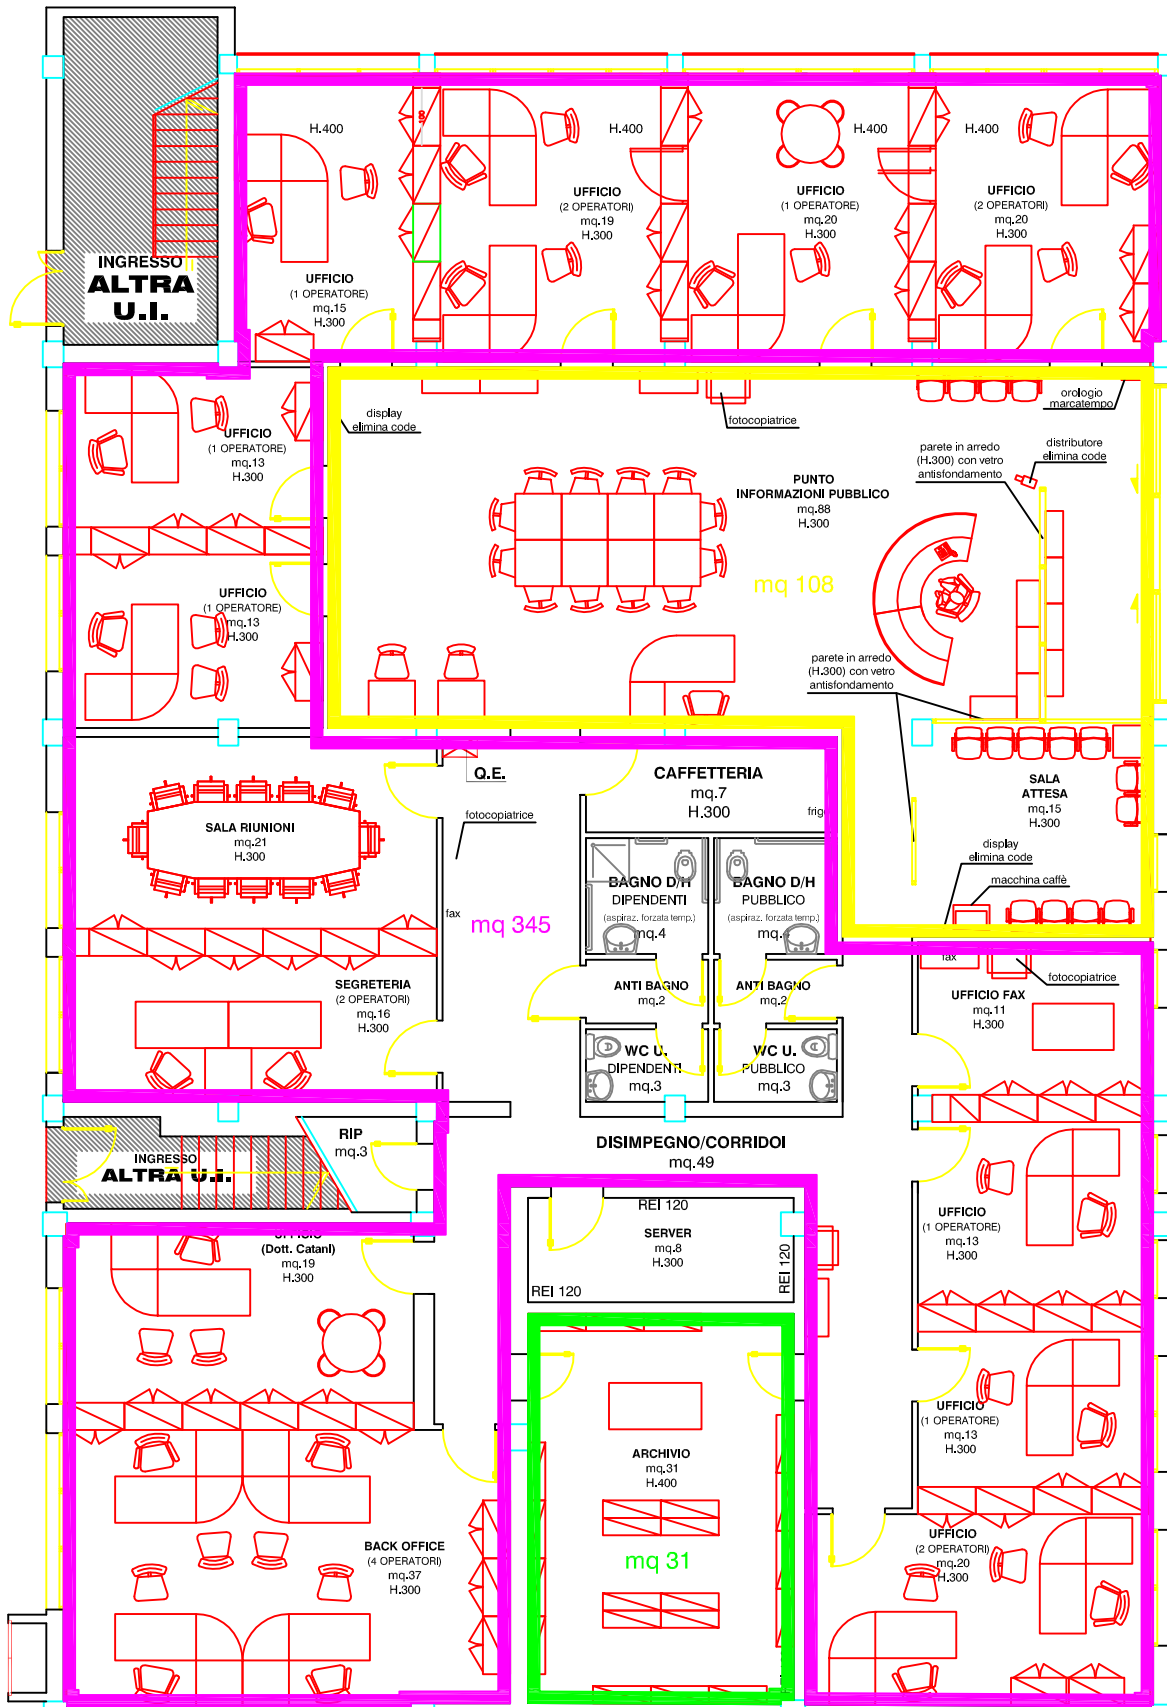 H.400
H.400
H.400
H.400
UFFICIO
(2 OPERATORI)
mq.19
H.300
UFFICIO
(1 OPERATORE)
mq.20
H.300
UFFICIO
(2 OPERATORI)
mq.20
H.300
INGRESSO
ALTRA
U.I.
UFFICIO
(1 OPERATORE)
mq.15
H.300
display
elimina code
fotocopiatrice
orologio
marcatempo
UFFICIO
(1 OPERATORE)
mq.13
H.300
parete in arredo
(H.300) con vetro
antisfondamento
distributore
elimina code
PUNTO
INFORMAZIONI PUBBLICO
mq.88
H.300
mq 108
UFFICIO
(1 OPERATORE)
mq.13
H.300
parete in arredo
(H.300) con vetro
antisfondamento
Q.E.
CAFFETTERIA
mq.7
H.300
frig
SALA
ATTESA
mq.15
H.300
fotocopiatrice
SALA RIUNIONI
mq.21
H.300
display
elimina code
macchina caffè
BAGNO D/H
DIPENDENTI
(aspiraz. forzata temp.)
mq.4
BAGNO D/H
PUBBLICO
(aspiraz. forzata temp.)
mq.
fax
mq 345
fax
fotocopiatrice
SEGRETERIA
(2 OPERATORI)
mq.16
H.300
ANTI BAGNO
mq.2
ANTI BAGNO
mq.2
UFFICIO FAX
mq.11
H.300
WC U.
DIPENDENTI
mq.3
WC U.
PUBBLICO
mq.3
RIP
mq.3
INGRESSO
ALTRA U.I.
DISIMPEGNO/CORRIDOI
mq.49
REI 120
SERVER
mq.8
H.300
REI 120
REI 120
UFFICIO
(1 OPERATORE)
mq.13
H.300
UFFICIO
(Dott. Catani)
mq.19
H.300
UFFICIO
(1 OPERATORE)
mq.13
H.300
ARCHIVIO
mq.31
H.400
mq 31
BACK OFFICE
(4 OPERATORI)
mq.37
H.300
UFFICIO
(2 OPERATORI)
mq.20
H.300